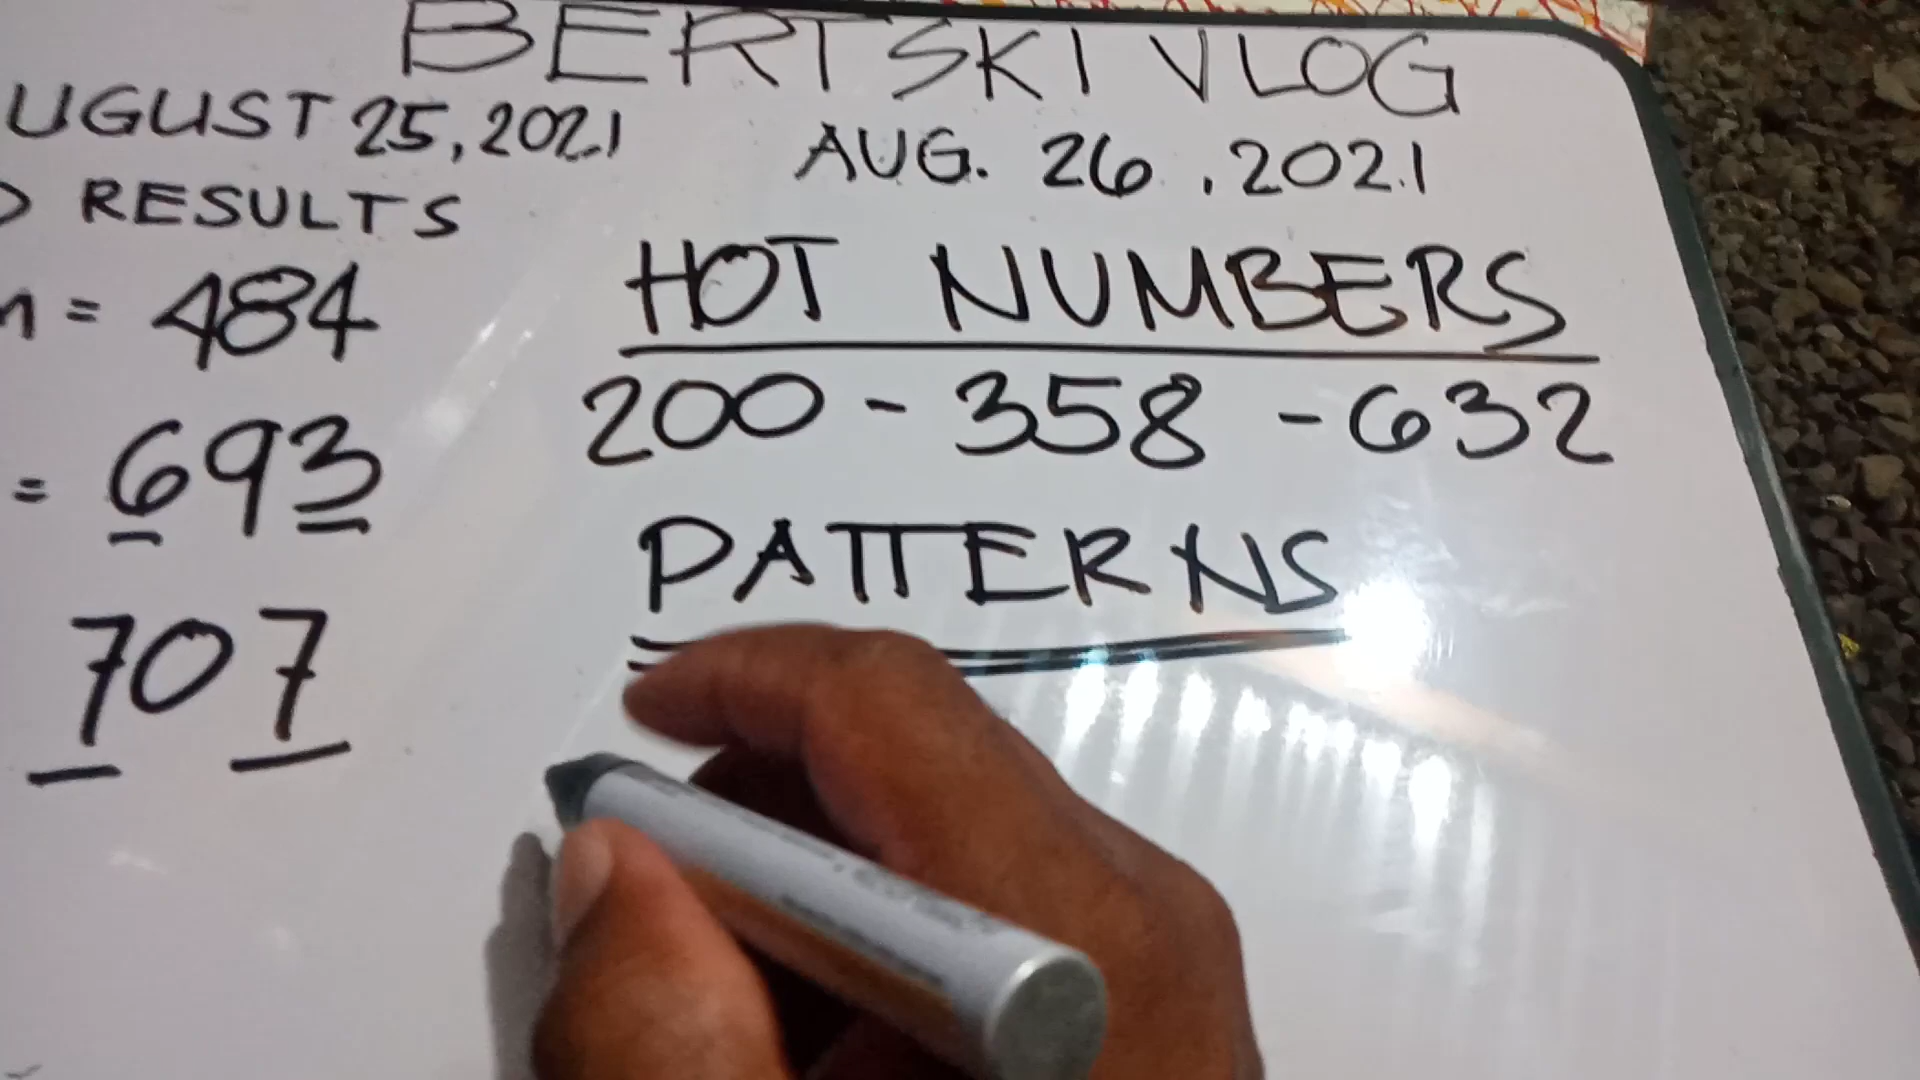 BERTSKI VLOG
UGUST 25, 2021
RESULTS
= 484
= 693
707
AUG. 26, 2021
HOT NUMBERS
200 - 358 - 632
PATTERNS